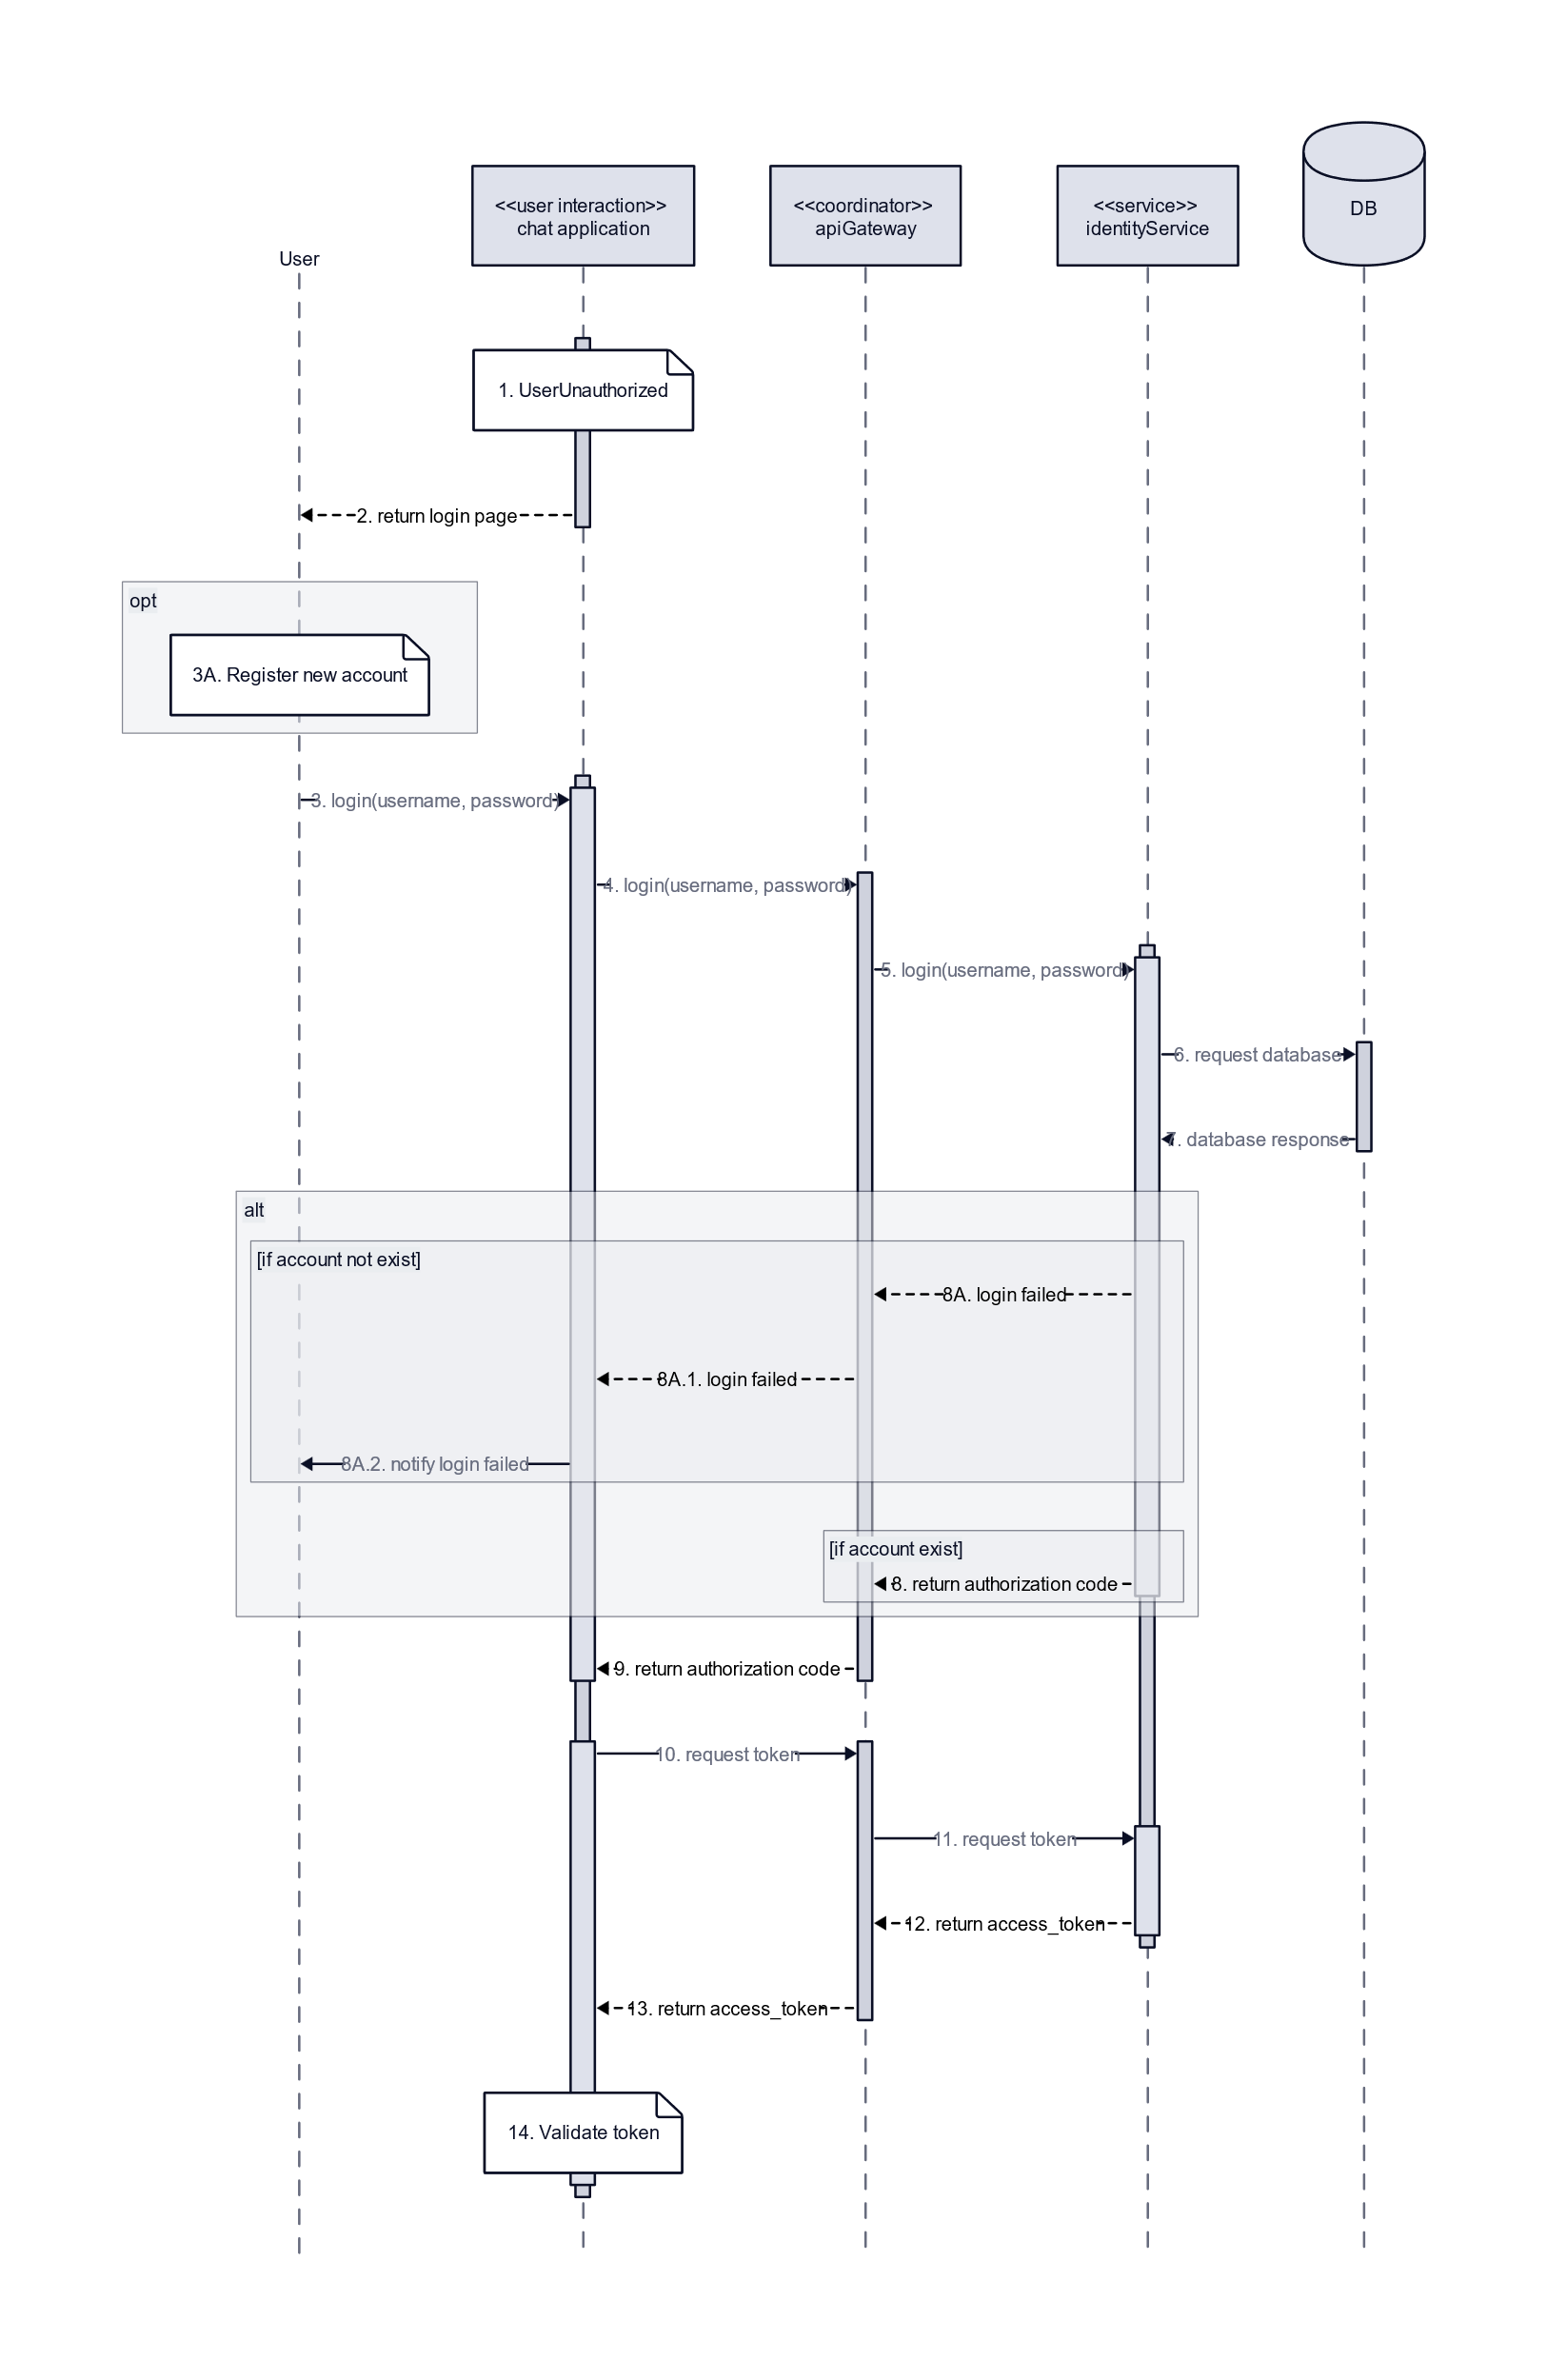 DB
<<user interaction>>
chat application
<<coordinator>>
apiGateway
<<service>>
identityService
User
1. UserUnauthorized
2. return login page
opt
3A. Register new account
3. login(username, password)
4. login(username, password)
5. login(username, password)
6. request database
7. database response
alt
[if account not exist]
8A. login failed
8A.1. login failed
8A.2. notify login failed
[if account exist]
8. return authorization code
9. return authorization code
10. request token
11. request token
12. return access_token
13. return access_token
14. Validate token